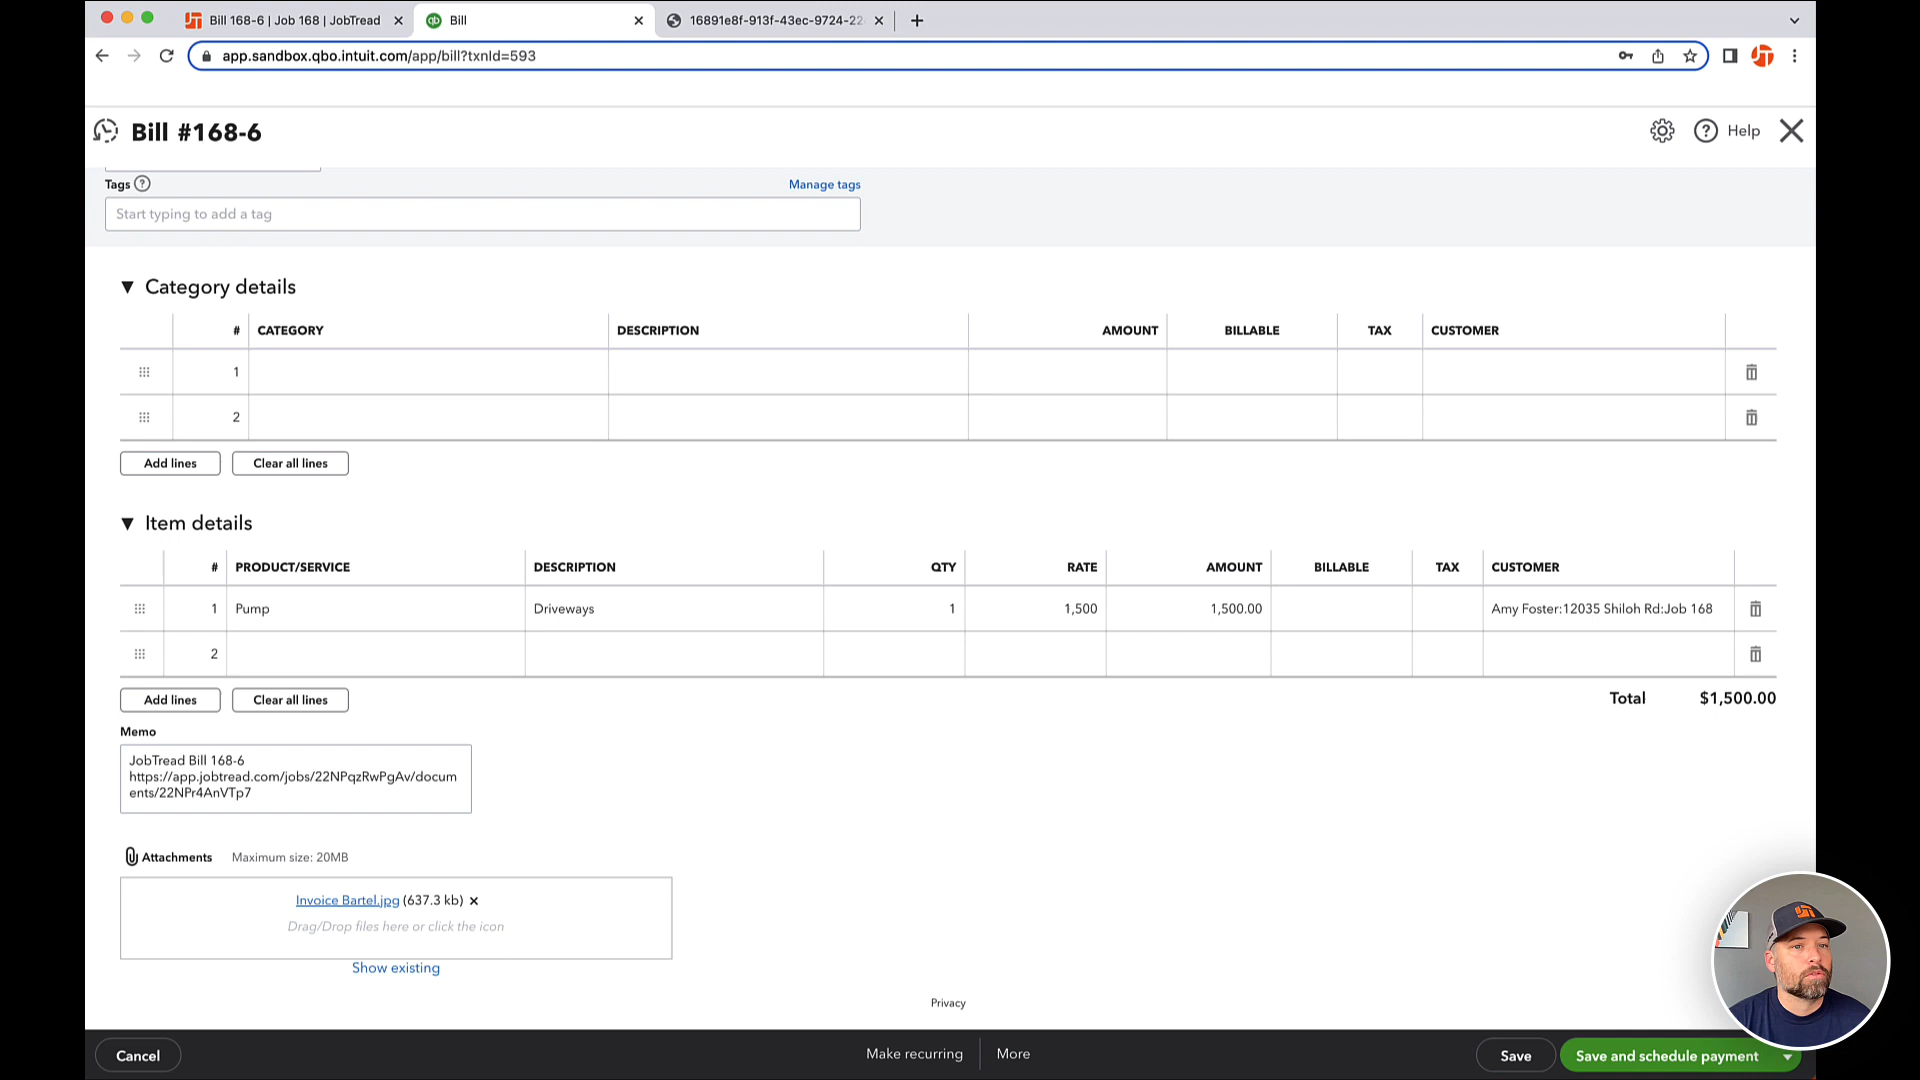 Bill 168-6 | Job 168 | JobTread
Bill
16891e8f-913f-43ec-9724-22
app.sandbox.qbo.intuit.com/app/bill?txnId=593
Bill #168-6
Help
Tags
Manage tags
Start typing to add a tag
Category details
# CATEGORY DESCRIPTION AMOUNT BILLABLE TAX CUSTOMER
1
2
Add lines Clear all lines
Item details
# PRODUCT/SERVICE DESCRIPTION QTY RATE AMOUNT BILLABLE TAX CUSTOMER
1 Pump Driveways 1 1,500 1,500.00 Amy Foster:12035 Shiloh Rd:Job 168
2
Add lines Clear all lines
Total $1,500.00
Memo
JobTread Bill 168-6
https://app.jobtread.com/jobs/22NPqzRwPgAv/docum
ents/22NPr4AnVTp7
Attachments Maximum size: 20MB
Invoice Bartel.jpg (637.3 kb)
Drag/Drop files here or click the icon
Show existing
Privacy
Cancel
Make recurring
More
Save
Save and schedule payment